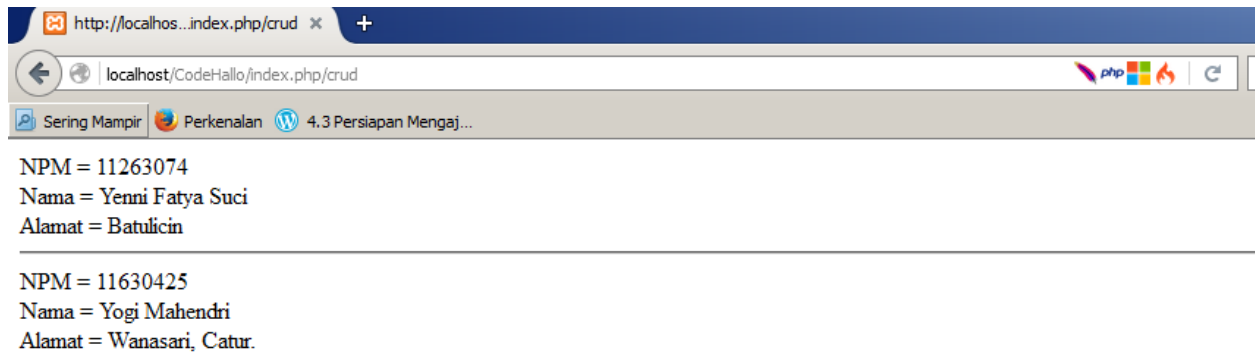 http://localhos...index.php/crud
localhost/CodeHallo/index.php/crud
php
Sering Mampir Perkenalan 4.3 Persiapan Mengaj...
NPM = 11263074
Nama = Yenni Fatya Suci
Alamat = Batulicin
NPM = 11630425
Nama = Yogi Mahendri
Alamat = Wanasari, Catur.